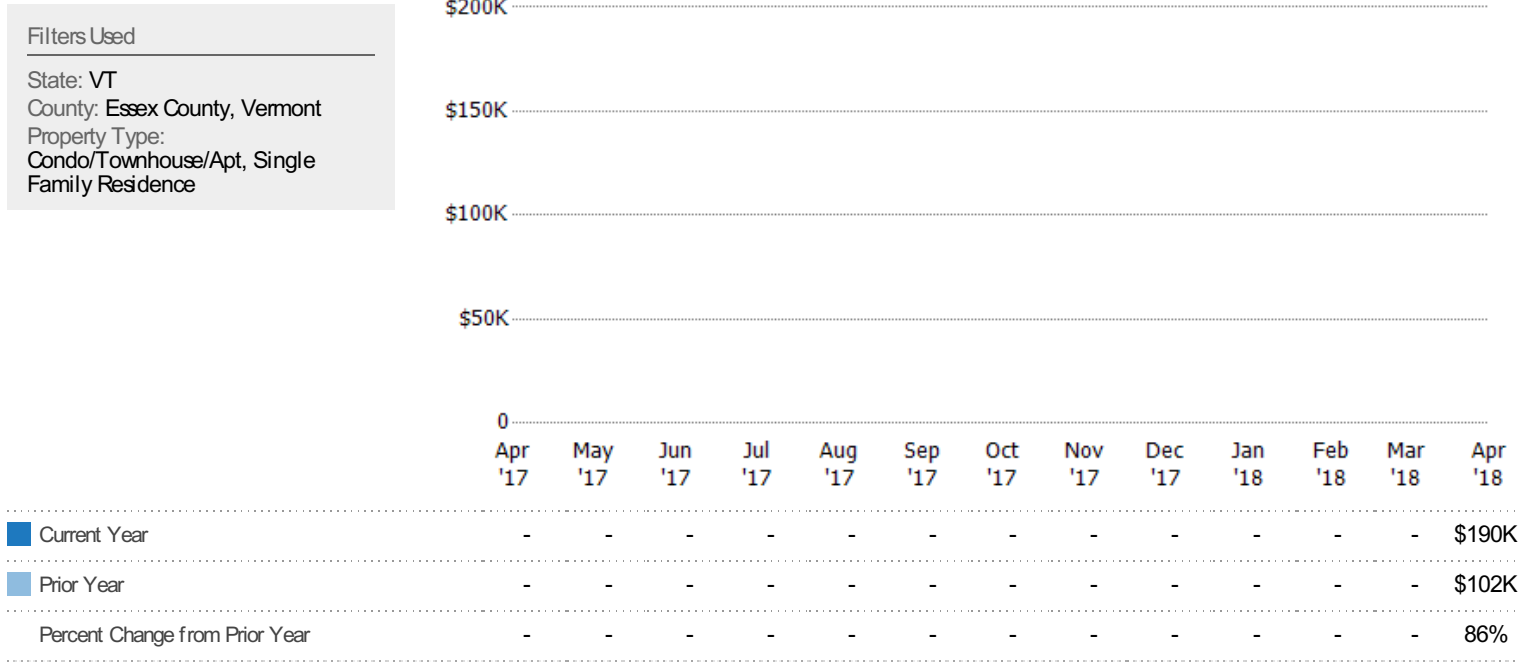 Filters Used
State: VT
County: Essex County, Vermont
Property Type:
Condo/Townhouse/Apt, Single
Family Residence
$200K
$150K
$100K
$50K
0
Apr May Jun Jul Aug Sep Oct Nov Dec Jan Feb Mar Apr
'17 '17 '17 '17 '17 '17 '17 '17 '17 '18 '18 '18 '18
Current Year - - - - - - - - - - - - $190K
Prior Year - - - - - - - - - - - - $102K
Percent Change from Prior Year - - - - - - - - - - - - 86%